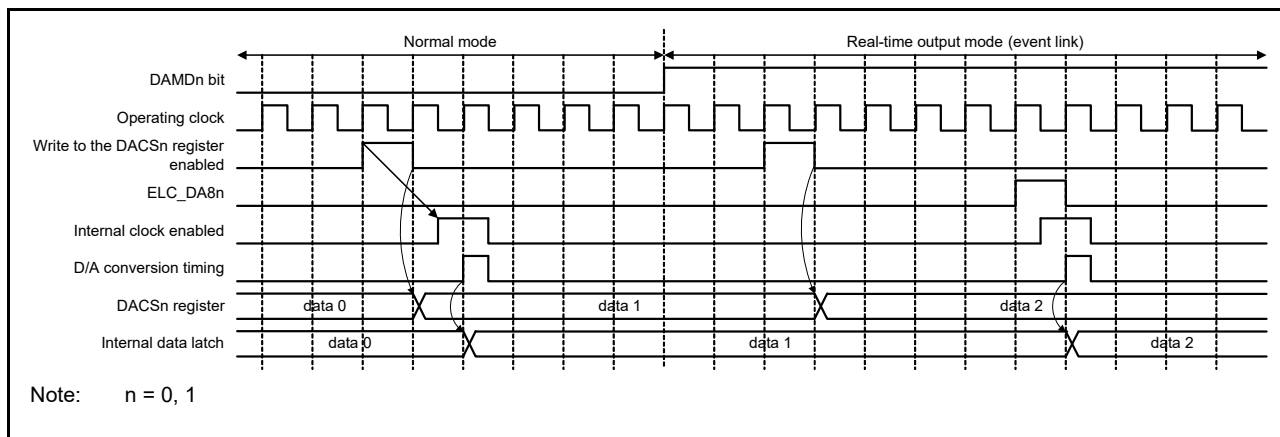 Normal mode
Real-time output mode (event link)
DAMDn bit
Operating clock
Write to the DACSn register
enabled
ELC_DA8n
Internal clock enabled
D/A conversion timing
DACSn register
data 0
data 1
data 2
Internal data latch
data 0
data 1
data 2
Note: n = 0, 1